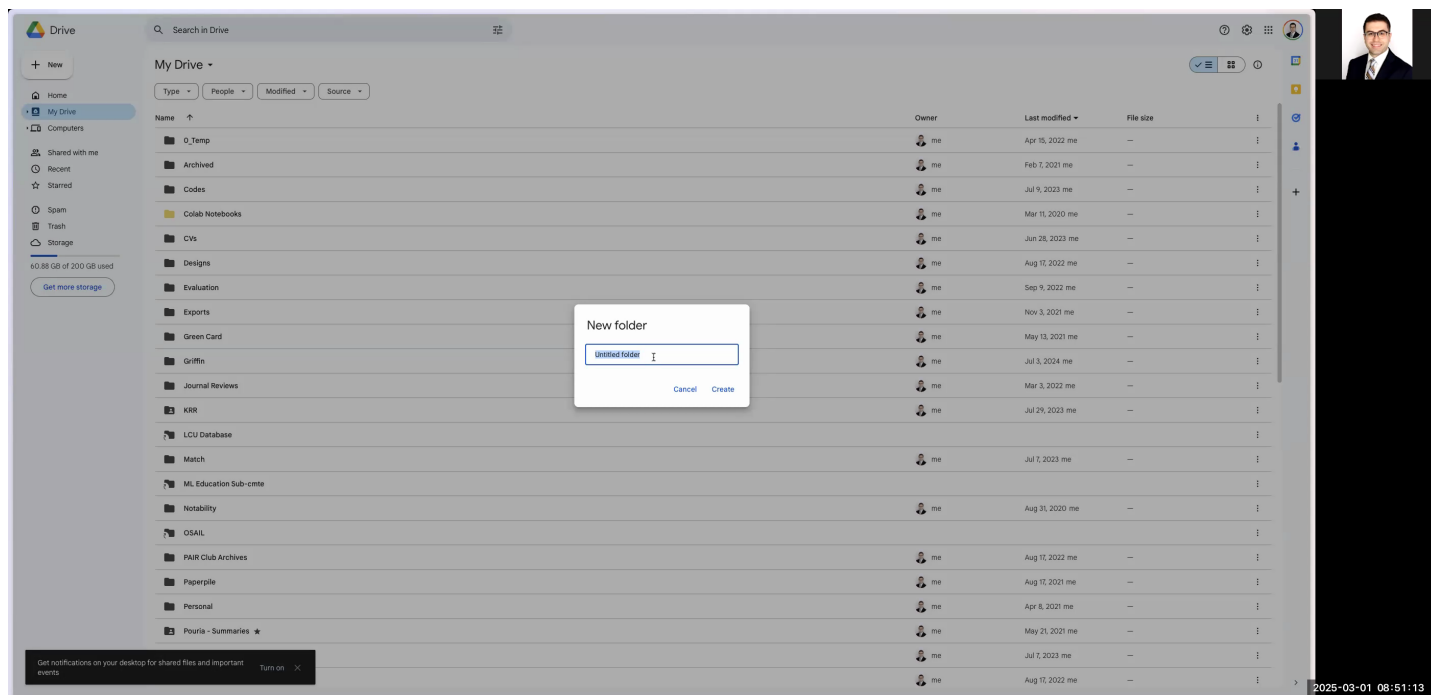 Drive
Search in Drive
New
My Drive
Type People Modified Source
Home
My Drive
Computers
Shared with me
Recent
Starred
Spam
Trash
Storage
60.88 GB of 200 GB used
Get more storage
Name Owner Last modified File size
0_Temp me Apr 15, 2022 me —
Archived me Feb 7, 2021 me —
Codes me Jul 9, 2023 me —
Colab Notebooks me Mar 11, 2020 me —
CVs me Jun 28, 2023 me —
Designs me Aug 17, 2022 me —
Evaluation me Sep 9, 2022 me —
Exports me Nov 3, 2021 me —
Green Card me May 13, 2021 me —
Griffin me Jul 3, 2024 me —
Journal Reviews me Mar 3, 2022 me —
KRR me Jul 29, 2023 me —
LCU Database
Match me Jul 7, 2023 me —
ML Education Sub-cmte
Notability me Aug 31, 2020 me —
OSAIL
PAIR Club Archives me Aug 17, 2022 me —
Paperpile me Aug 17, 2021 me —
Personal me Apr 8, 2021 me —
Pouria - Summaries me May 21, 2021 me —
me Jul 7, 2023 me —
me Aug 17, 2022 me —
New folder
Untitled folder
Cancel Create
Get notifications on your desktop for shared files and important
events
Turn on
2025-03-01 08:51:13